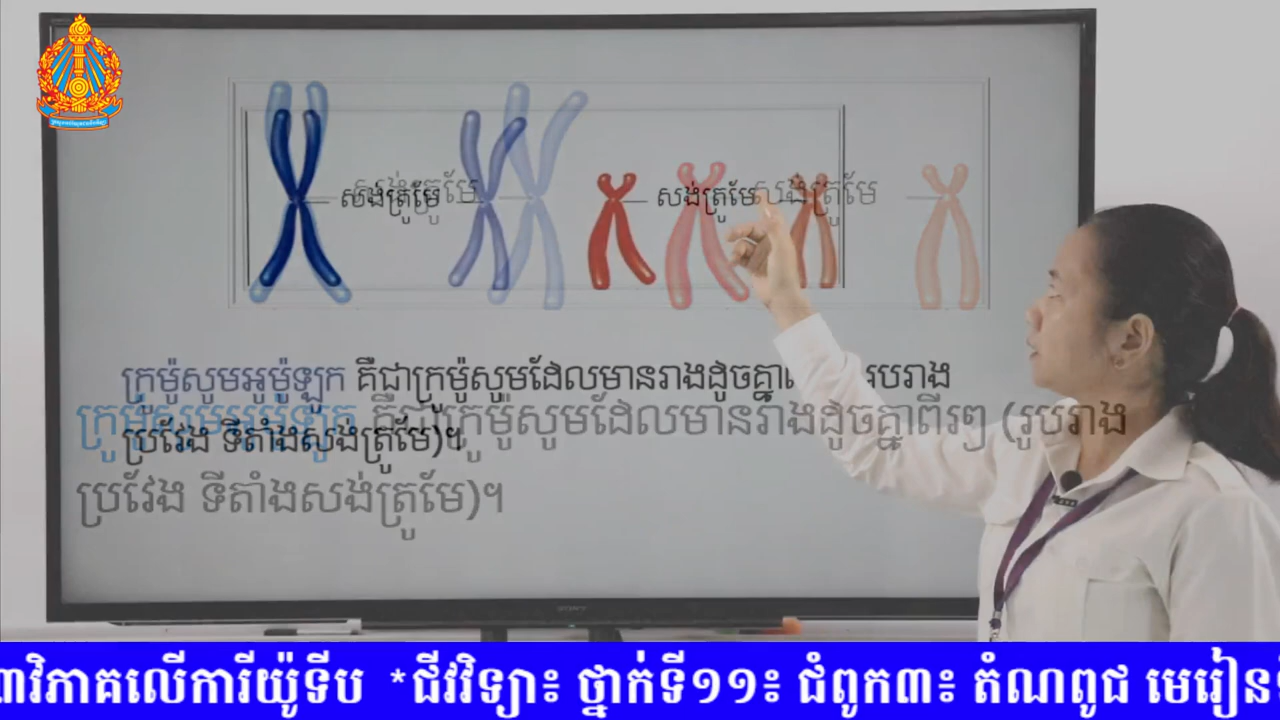 សង់ត្រូមែ
សង់ត្រូមែ
សង់ត្រូមែ
សង់ត្រូមែ
ក្រូម៉ូសូមអូម៉ូឡូក គឺជាក្រូម៉ូសូមដែលមានរាងដូចគ្នា រូបរាង
ប្រវែង ទីតាំងសង់ត្រូមែ)។
ក្រូម៉ូសូមអូម៉ូឡូក គឺជាក្រូម៉ូសូមដែលមានរាងដូចគ្នាពីរៗ (រូបរាង
ប្រវែង ទីតាំងសង់ត្រូមែ)។
SONY
៣វិភាគលើការីយ៉ូទីប *ជីវវិទ្យា៖ ថ្នាក់ទី១១៖ ជំពូក៣៖ តំណពូជ មេរៀន